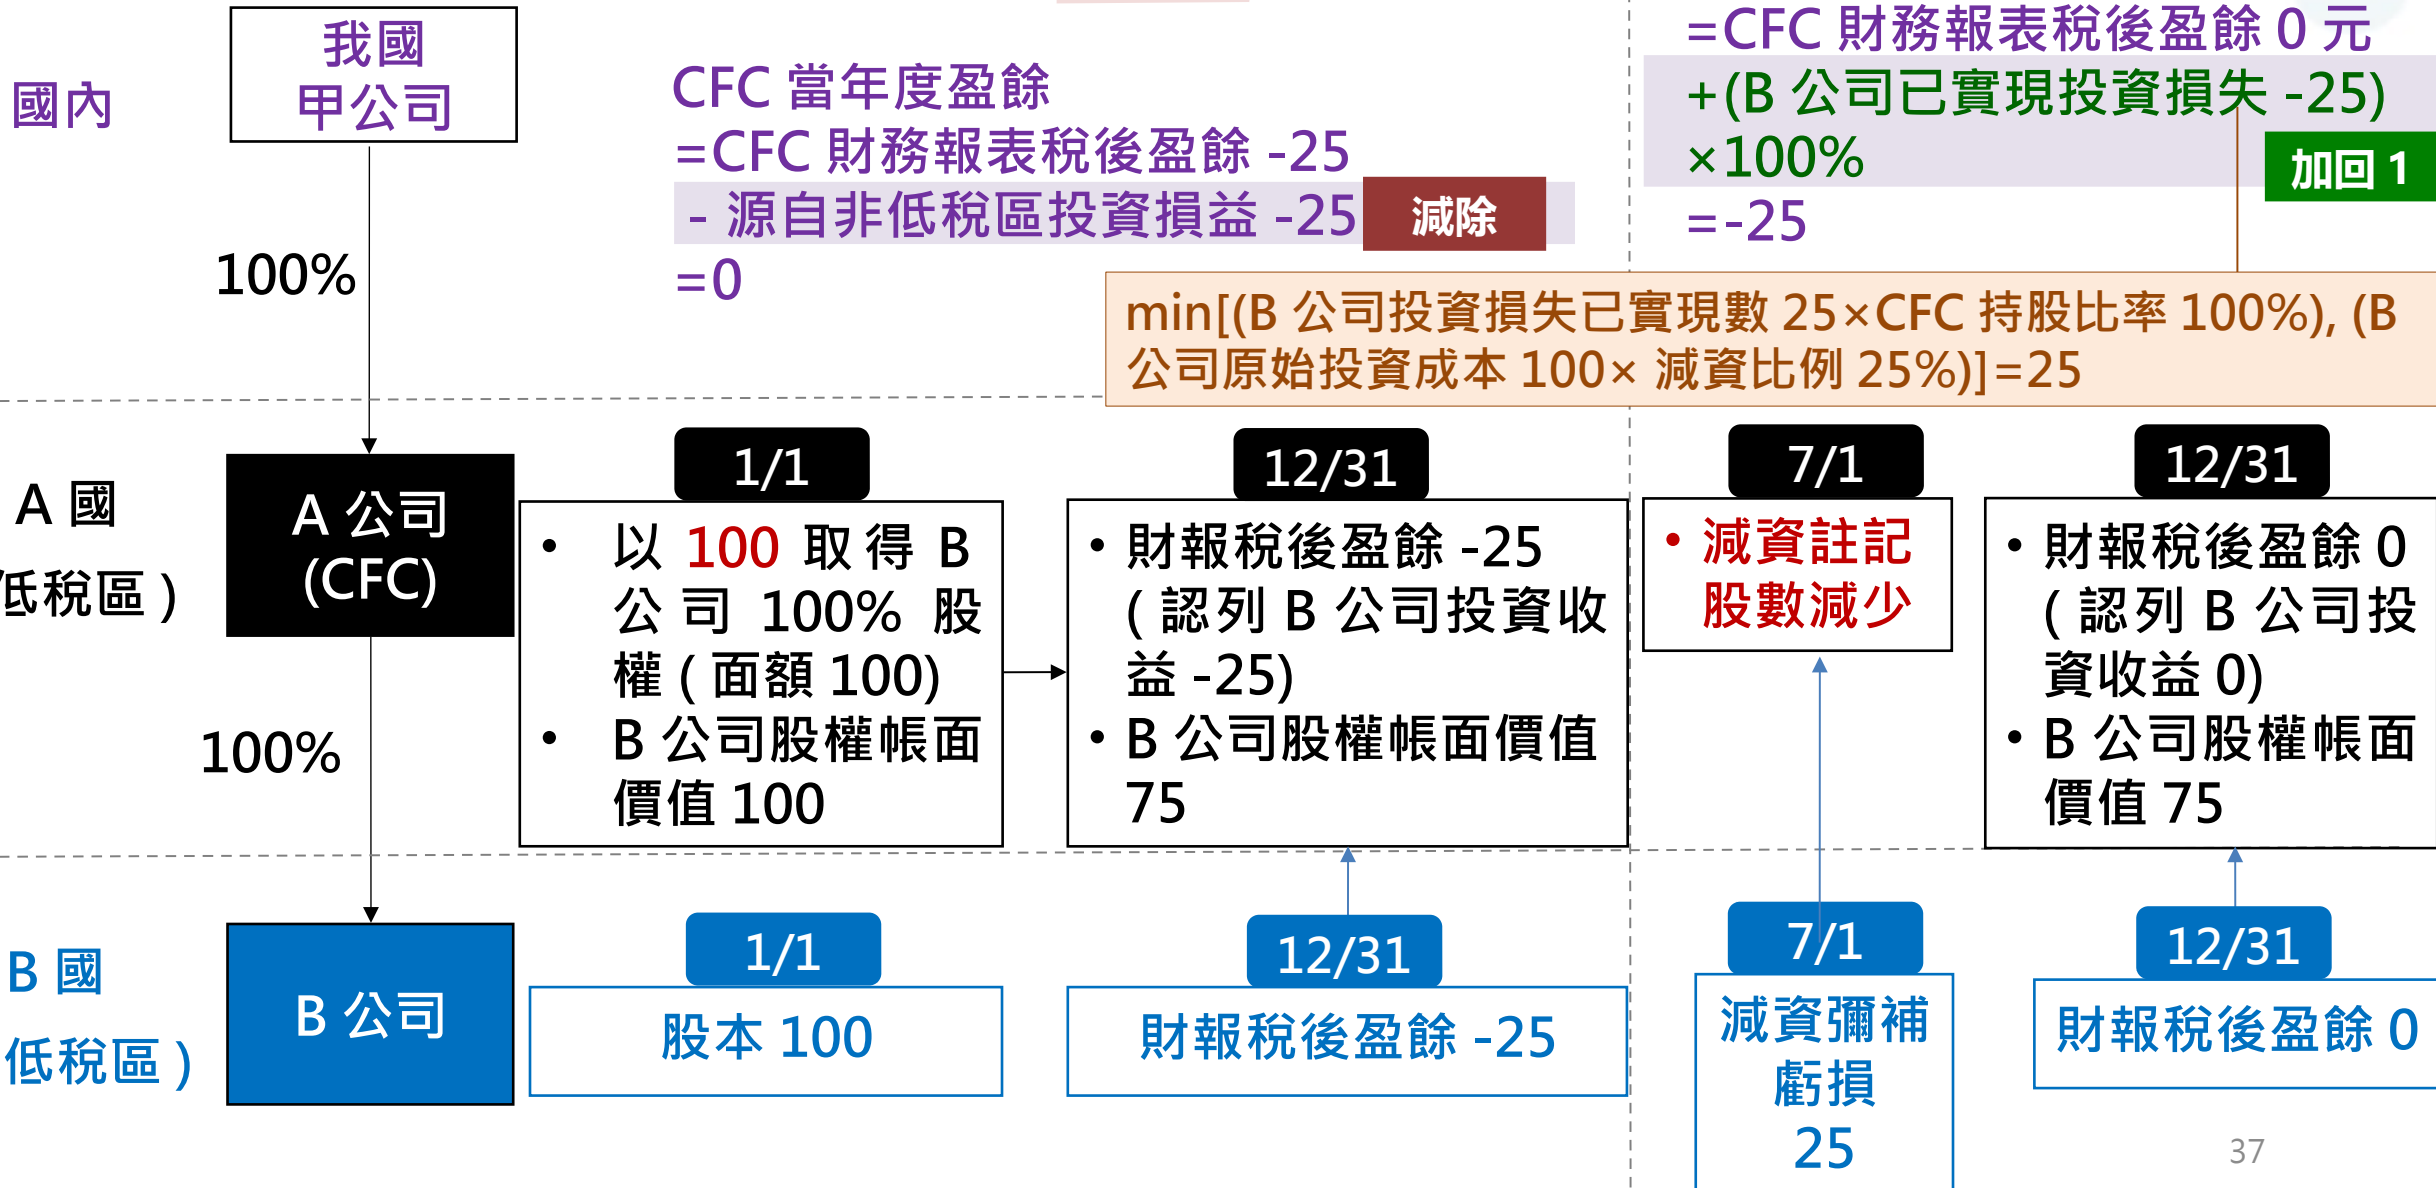 我國
甲公司
國內
100%
CFC 當年度盈餘
=CFC 財務報表稅後盈餘 -25
- 源自非低稅區投資損益 -25
減除
=0
=CFC 財務報表稅後盈餘 0 元
+(B 公司已實現投資損失 -25)
×100%
加回 1
=-25
min[(B 公司投資損失已實現數 25×CFC 持股比率 100%), (B
公司原始投資成本 100× 減資比例 25%)]=25
A 國
低稅區 )
A 公司
(CFC)
100%
1/1
• 以 100 取得 B
公司 100% 股
權 ( 面額 100)
• B 公司股權帳面
價值 100
12/31
• 財報稅後盈餘 -25
( 認列 B 公司投資收
益 -25)
• B 公司股權帳面價值
75
7/1
• 減資註記
股數減少
12/31
• 財報稅後盈餘 0
( 認列 B 公司投
資收益 0)
• B 公司股權帳面
價值 75
B 國
低稅區 )
B 公司
1/1
股本 100
12/31
財報稅後盈餘 -25
7/1
減資彌補
虧損
25
12/31
財報稅後盈餘 0
37